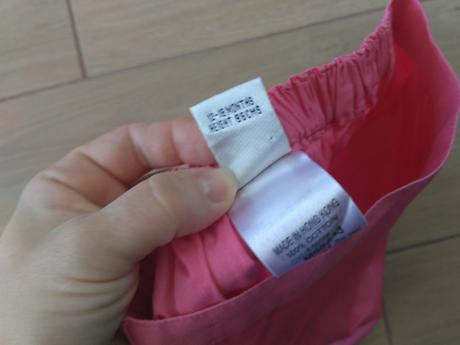 12-18 MONTHS
HEIGHT 86CMS
MADE IN HONG KONG
100% COTTON